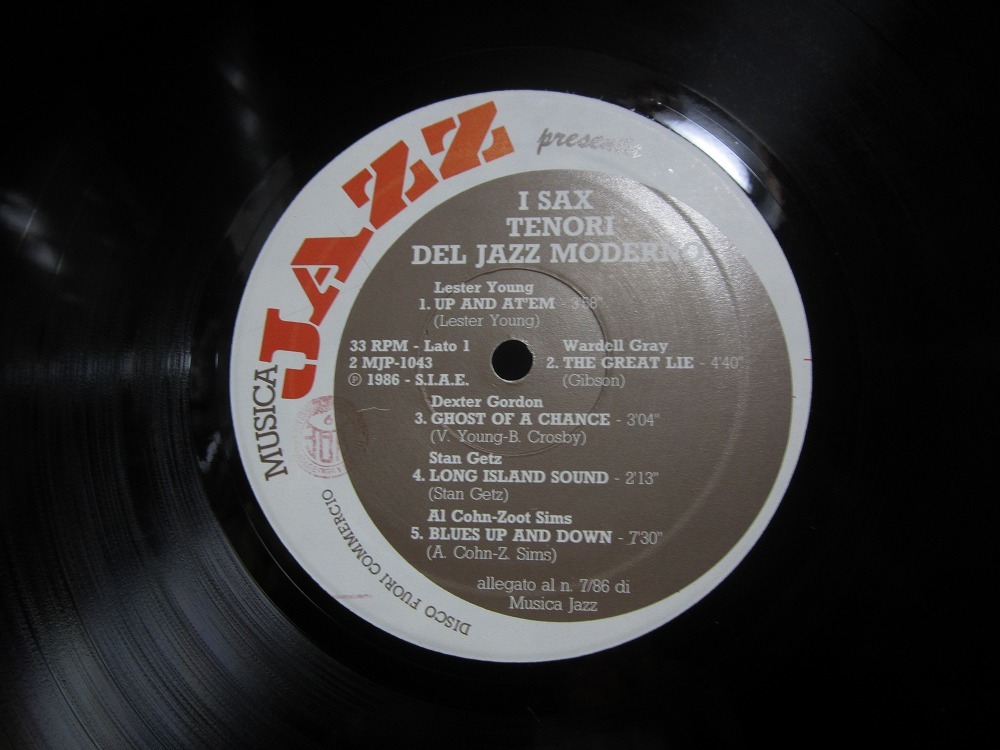 MUSICA JAZZ
presenta
I SAX
TENORI
DEL JAZZ MODERNO
Lester Young
1. UP AND AT'EM - 3'58"
(Lester Young)
33 RPM - Lato 1
2 MJP-1043
Ⓟ 1986 - S.I.A.E.
Wardell Gray
2. THE GREAT LIE - 4'40"
(Gibson)
Dexter Gordon
3. GHOST OF A CHANCE - 3'04"
(V. Young-B. Crosby)
Stan Getz
4. LONG ISLAND SOUND - 2'13"
(Stan Getz)
Al Cohn-Zoot Sims
5. BLUES UP AND DOWN - 7'30"
(A. Cohn-Z. Sims)
allegato al n. 7/86 di
Musica Jazz
DISCO FUORI COMMERCIO